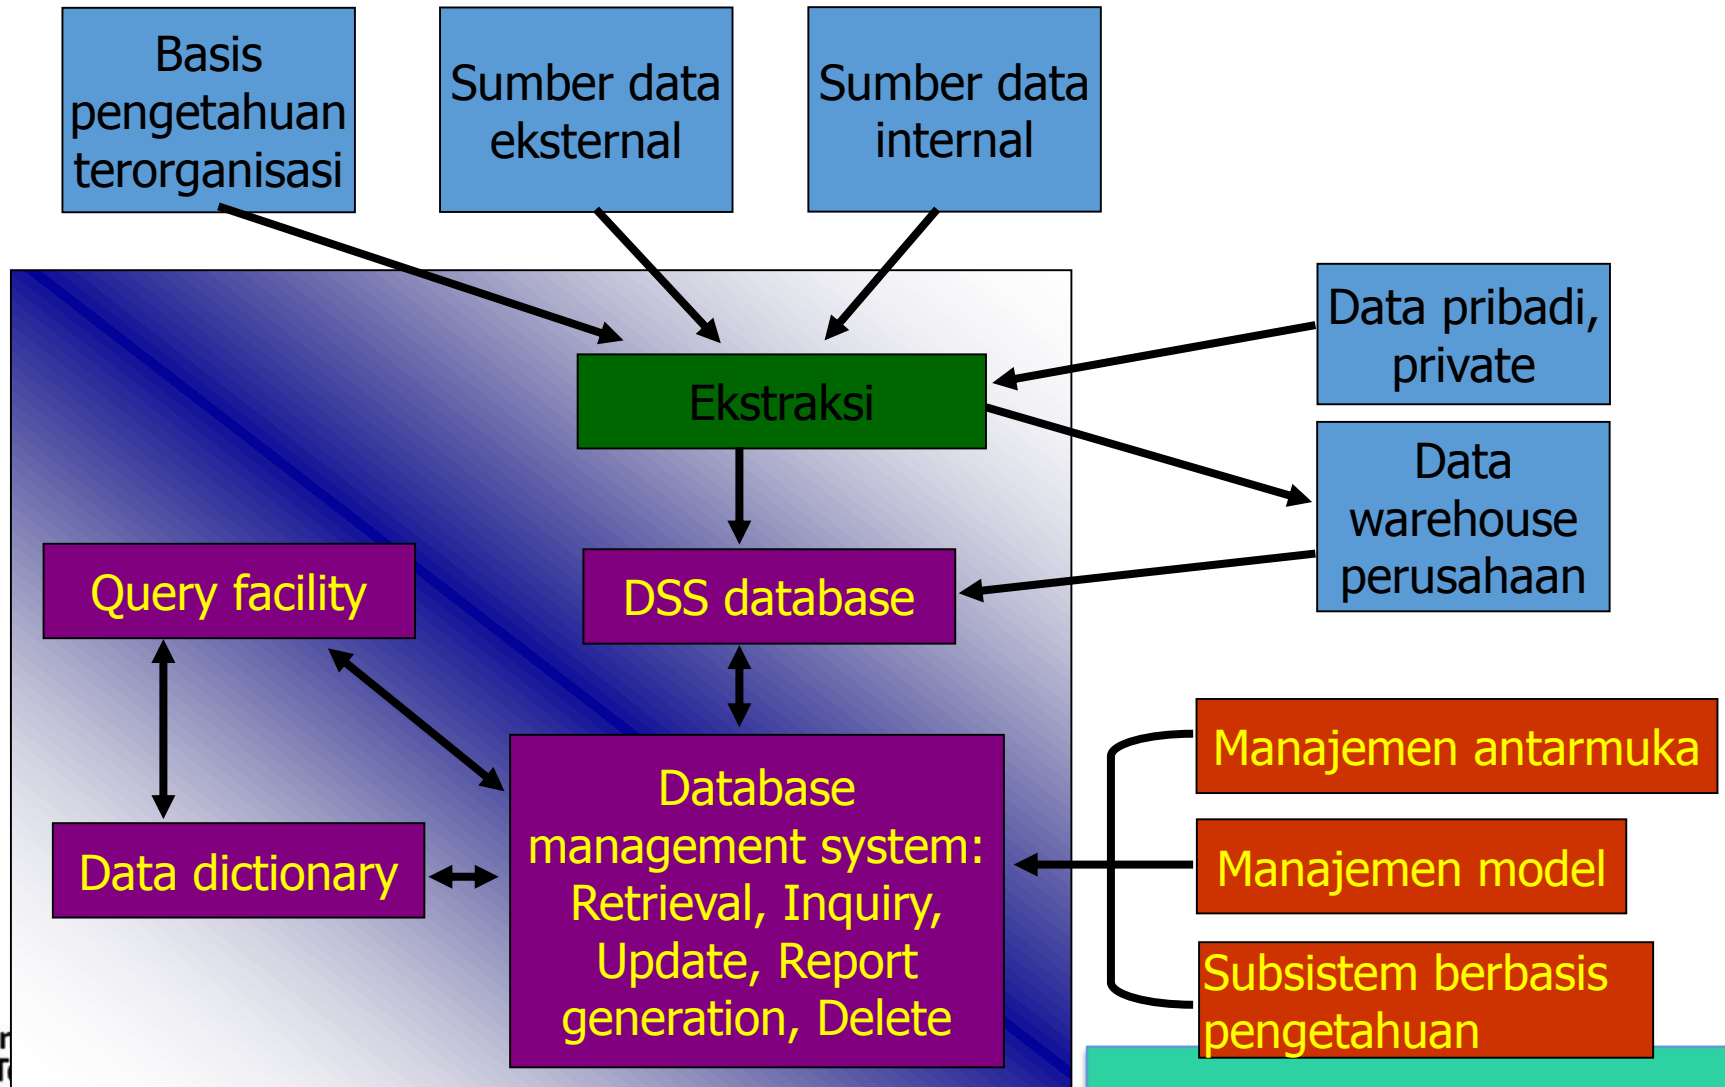 Basis
pengetahuan
terorganisasi
Sumber data
eksternal
Sumber data
internal
Data pribadi,
private
Ekstraksi
Data
warehouse
perusahaan
Query facility
DSS database
Manajemen antarmuka
Database
management system:
Retrieval, Inquiry,
Update, Report
generation, Delete
Data dictionary
Manajemen model
Subsistem berbasis
pengetahuan